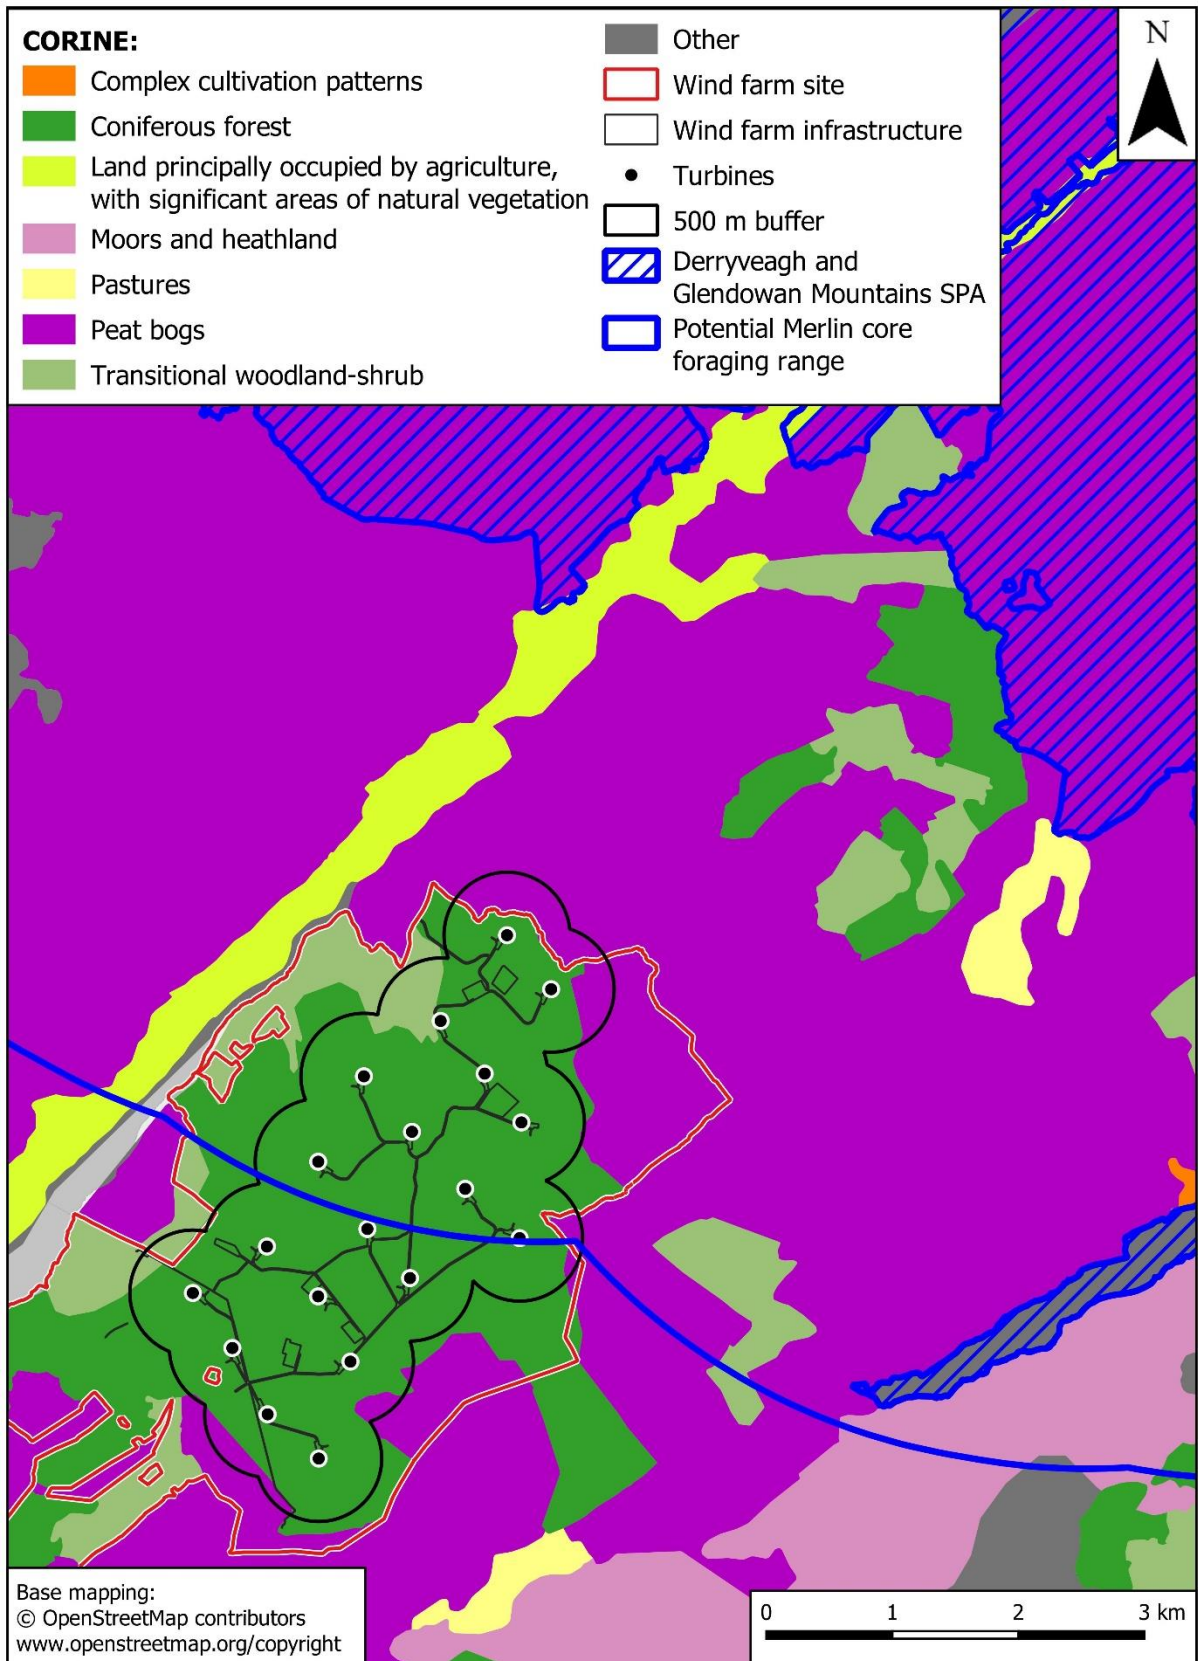 CORINE:
Complex cultivation patterns
Coniferous forest
Land principally occupied by agriculture,
with significant areas of natural vegetation
Moors and heathland
Pastures
Peat bogs
Transitional woodland-shrub
Other
Wind farm site
Wind farm infrastructure
Turbines
500 m buffer
Derryveagh and
Glendowan Mountains SPA
Potential Merlin core
foraging range
N
Base mapping:
© OpenStreetMap contributors
www.openstreetmap.org/copyright
0 1 2 3 km